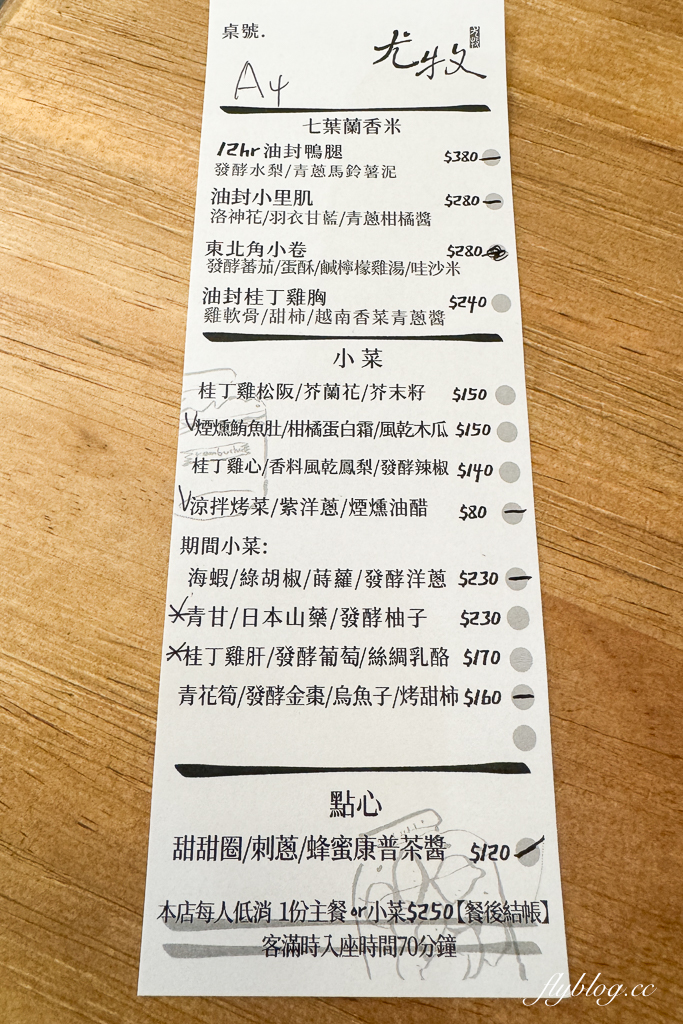 桌號.
尤牧
A4
七葉蘭香米
12hr油封鴨腿 $380
發酵水梨/青蔥馬鈴薯泥
油封小里肌 $280
洛神花/羽衣甘藍/青蔥柑橘醬
東北角小卷 $280
發酵蕃茄/蛋酥/鹹檸檬雞湯/哇沙米
油封桂丁雞胸 $240
雞軟骨/甜柿/越南香菜青蔥醬
小菜
桂丁雞松阪/芥蘭花/芥末籽 $150
V煙燻鮪魚肚/柑橘蛋白霜/風乾木瓜 $150
桂丁雞心/香料風乾鳳梨/發酵辣椒 $140
V涼拌烤菜/紫洋蔥/煙燻油醋 $80
期間小菜:
海蝦/綠胡椒/蒔蘿/發酵洋蔥 $230
青甘/日本山藥/發酵柚子 $230
桂丁雞肝/發酵葡萄/絲綢乳酪 $170
青花筍/發酵金棗/烏魚子/烤甜柿 $160
點心
甜甜圈/刺蔥/蜂蜜康普茶醬 $120
本店每人低消 1份主餐or小菜$250【餐後結帳】
客滿時入座時間70分鐘
flyblog.cc